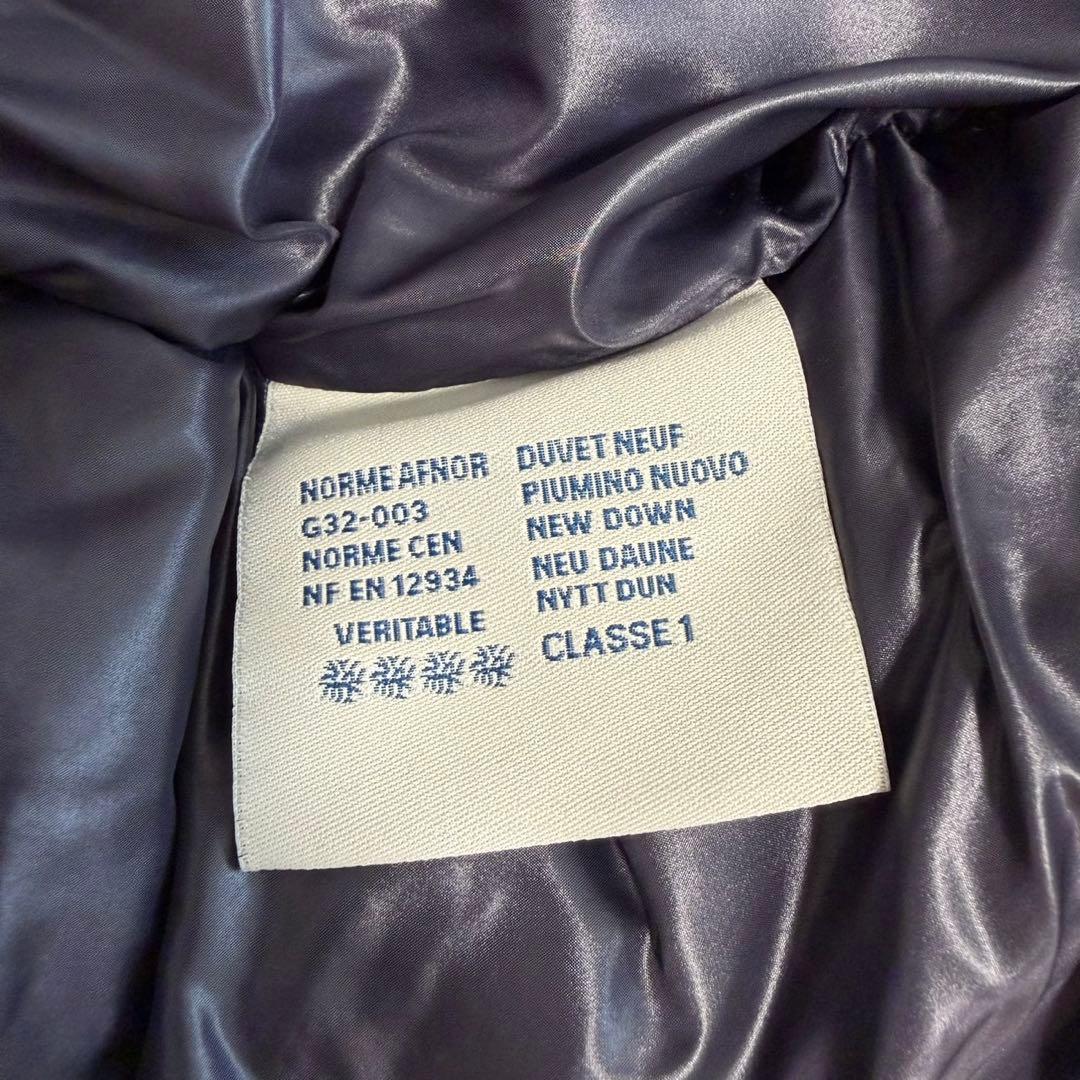 NORME AFNOR
G32-003
NORME CEN
NF EN 12934
VERITABLE
DUVET NEUF
PIUMINO NUOVO
NEW DOWN
NEU DAUNE
NYTT DUN
CLASSE 1